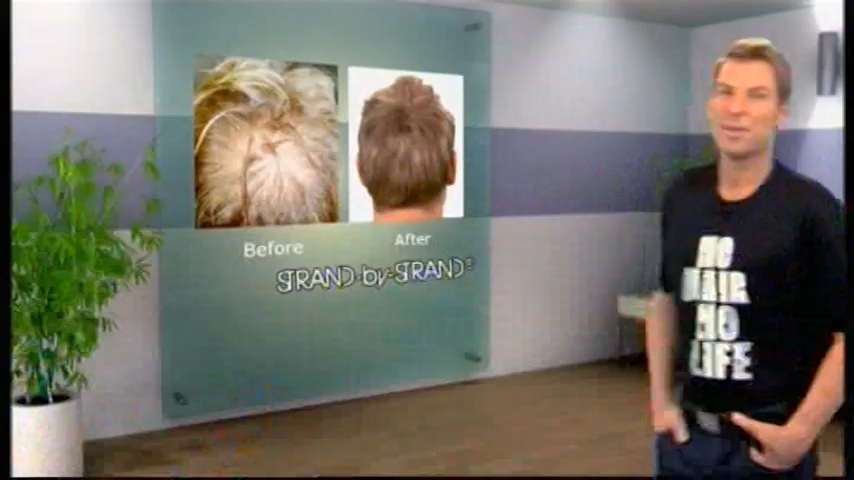 Before
After
STRAND-by-STRAND®
NO
HAIR
NO
LIFE